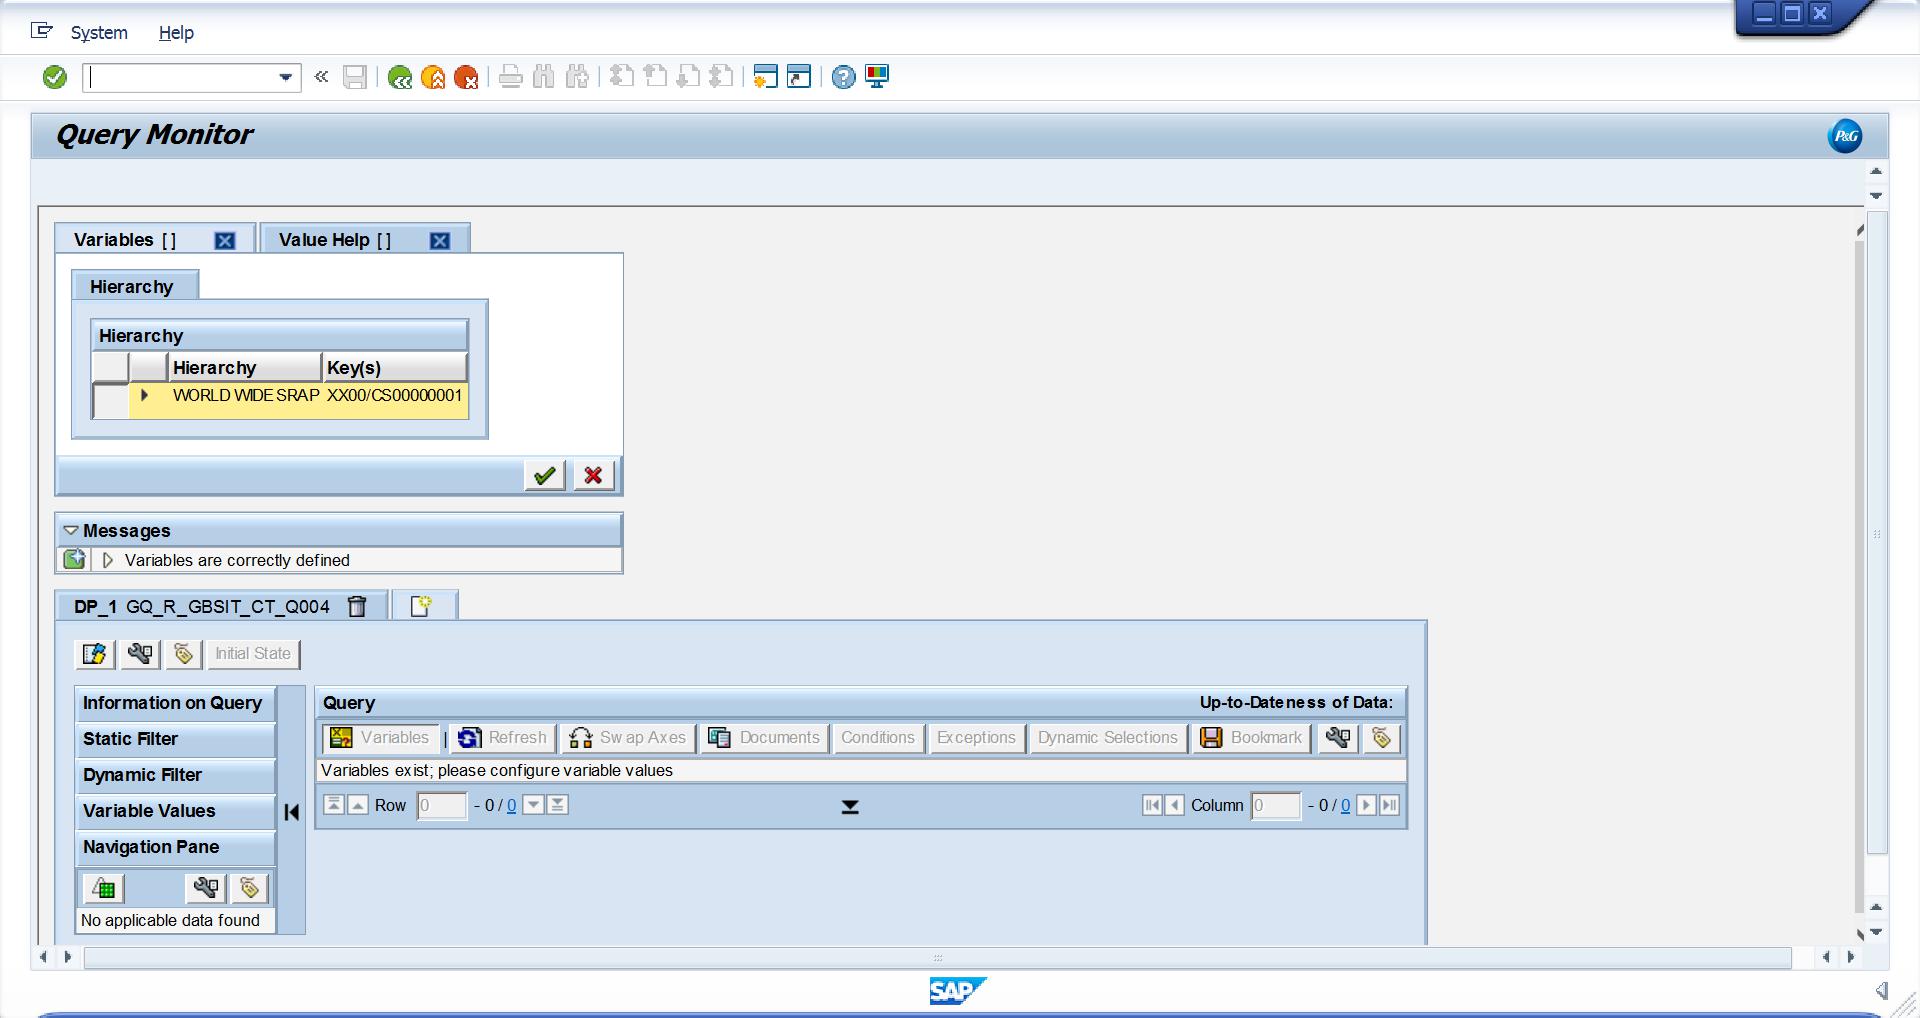 System Help
Query Monitor
P&G
Variables [ ] Value Help [ ]
Hierarchy
Hierarchy
Hierarchy Key(s)
WORLD WIDE SRAP XX00/CS00000001
Messages
Variables are correctly defined
DP_1 GQ_R_GBSIT_CT_Q004
Initial State
Information on Query
Static Filter
Dynamic Filter
Variable Values
Navigation Pane
No applicable data found
Query Up-to-Dateness of Data:
Variables | Refresh Swap Axes Documents Conditions Exceptions Dynamic Selections Bookmark
Variables exist; please configure variable values
Row 0 - 0 / 0 Column 0 - 0 / 0
SAP